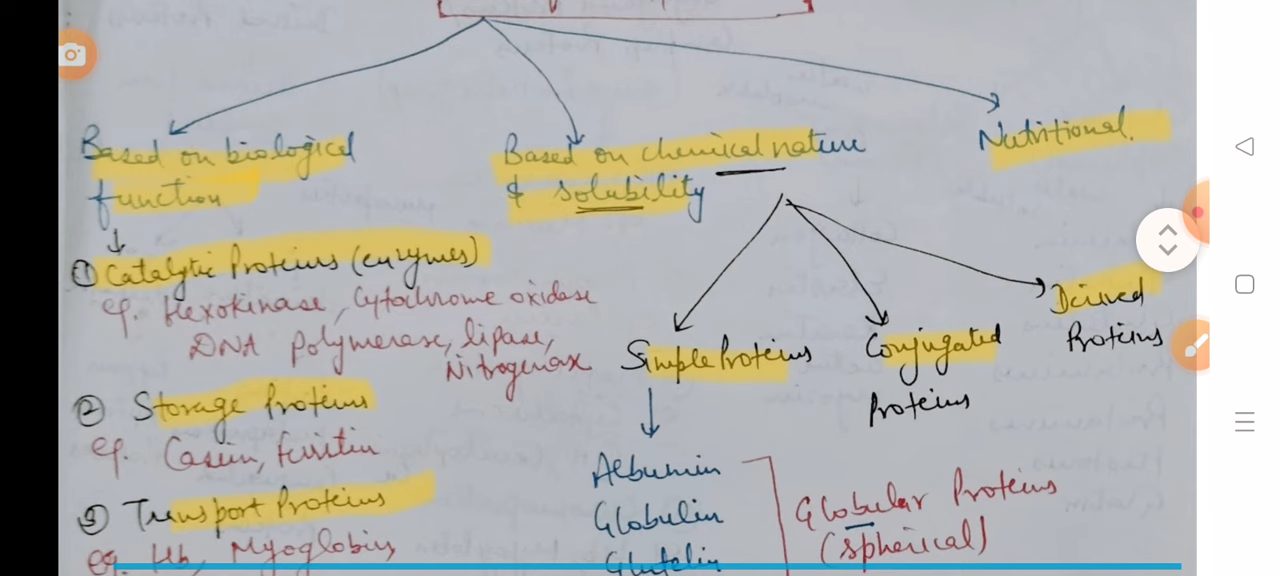 Based on biological
function
① Catalytic Proteins (enzymes)
eg. Hexokinase, Cytochrome oxidase
DNA polymerase, lipase,
Nitrogenase
② Storage Proteins
eg. Casein, ferritin
③ Transport Proteins
eg. Hb, Myoglobin
Based on chemical nature
& solubility
Simple Proteins
Albumin
Globulin
Glutelin
Globular Proteins
(spherical)
Conjugated
Proteins
Derived
Proteins
Nutritional